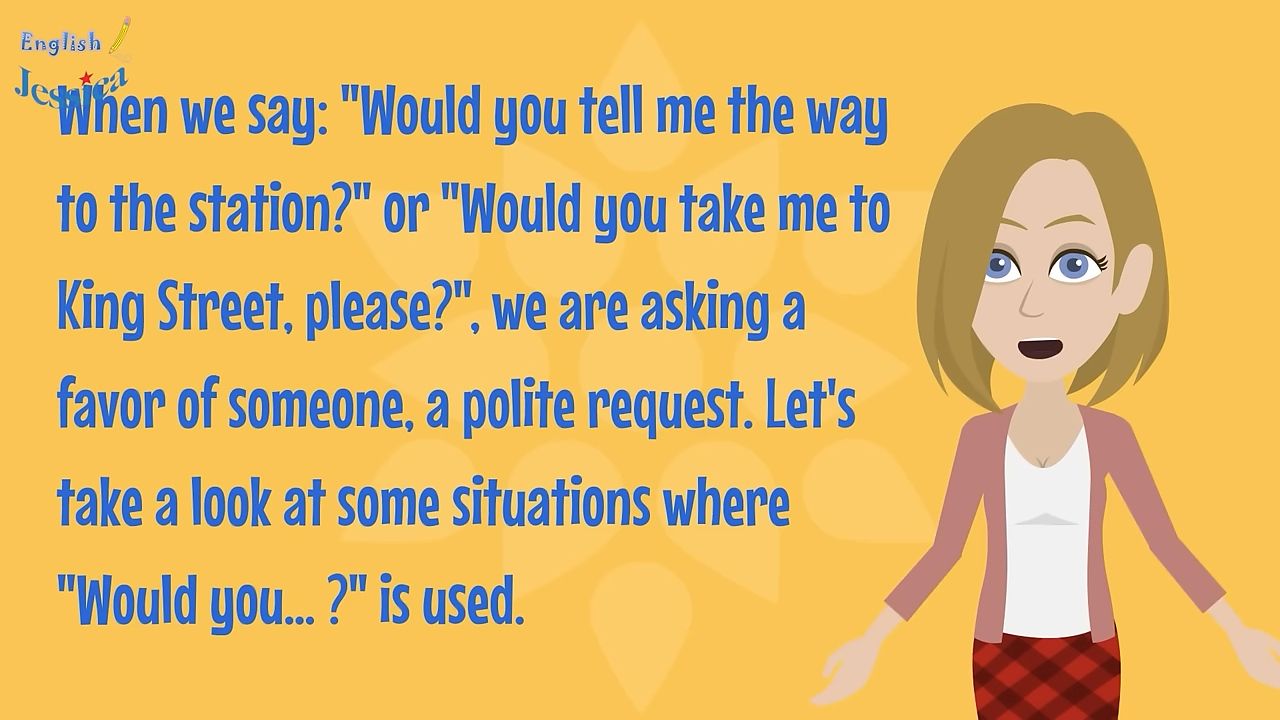 English
Jessica
When we say: "Would you tell me the way
to the station?" or "Would you take me to
King Street, please?", we are asking a
favor of someone, a polite request. Let's
take a look at some situations where
"Would you... ?" is used.